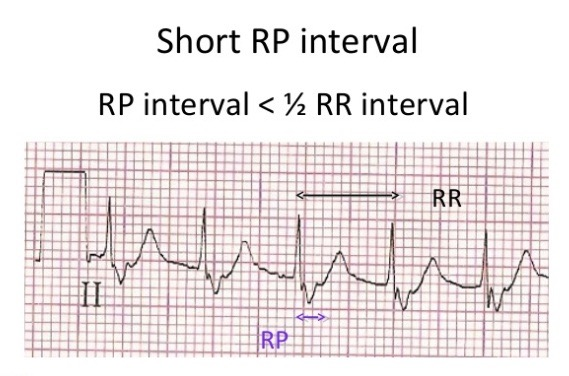 Short RP interval
RP interval < ½ RR interval
RR
II
RP